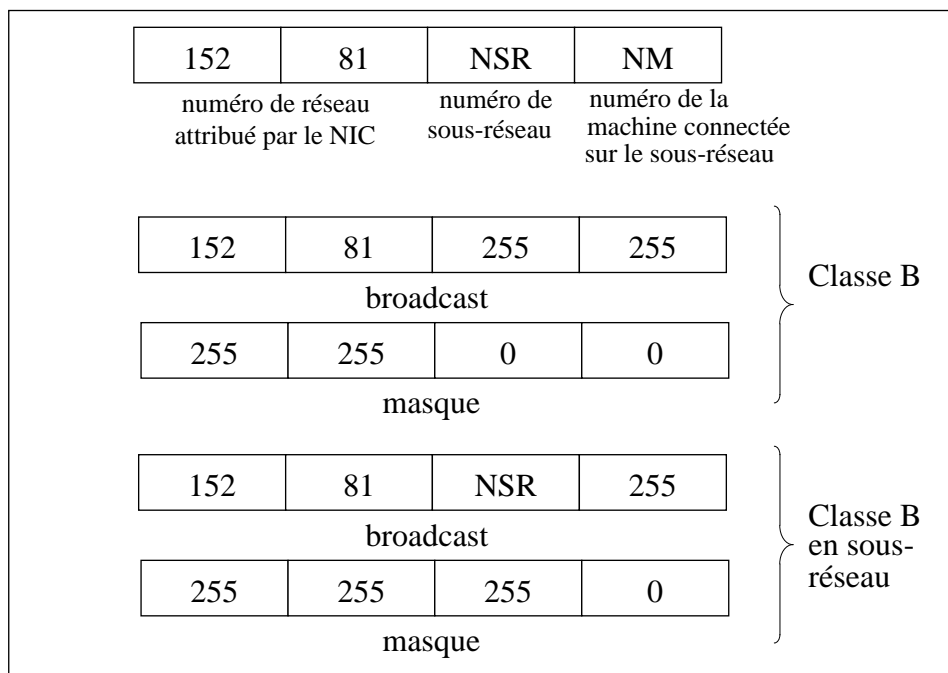 152 81 NSR NM
numéro de réseau
attribué par le NIC
numéro de
sous-réseau
numéro de la
machine connectée
sur le sous-réseau
152 81 255 255
broadcast
255 255 0 0
masque
Classe B
152 81 NSR 255
broadcast
255 255 255 0
masque
Classe B
en sous-
réseau